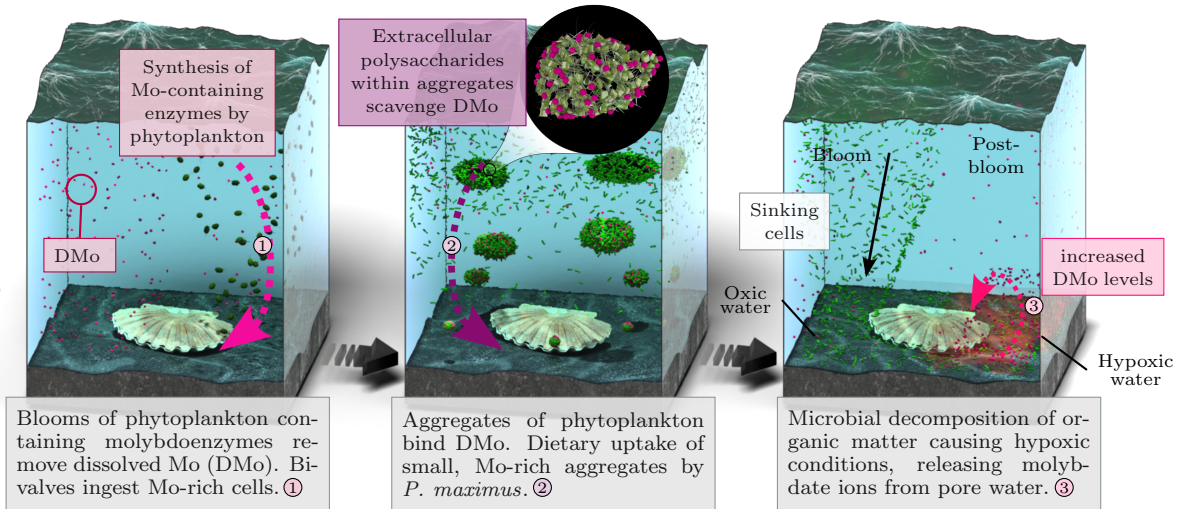 Synthesis of
Mo-containing
enzymes by
phytoplankton
DMo
1
Blooms of phytoplankton con-
taining molybdoenzymes re-
move dissolved Mo (DMo). Bi-
valves ingest Mo-rich cells. 1
Extracellular
polysaccharides
within aggregates
scavenge DMo
2
Aggregates of phytoplankton
bind DMo. Dietary uptake of
small, Mo-rich aggregates by
P. maximus. 2
Bloom
Post-
bloom
Sinking
cells
increased
DMo levels
Oxic
water
3
Hypoxic
water
Microbial decomposition of or-
ganic matter causing hypoxic
conditions, releasing molyb-
date ions from pore water. 3